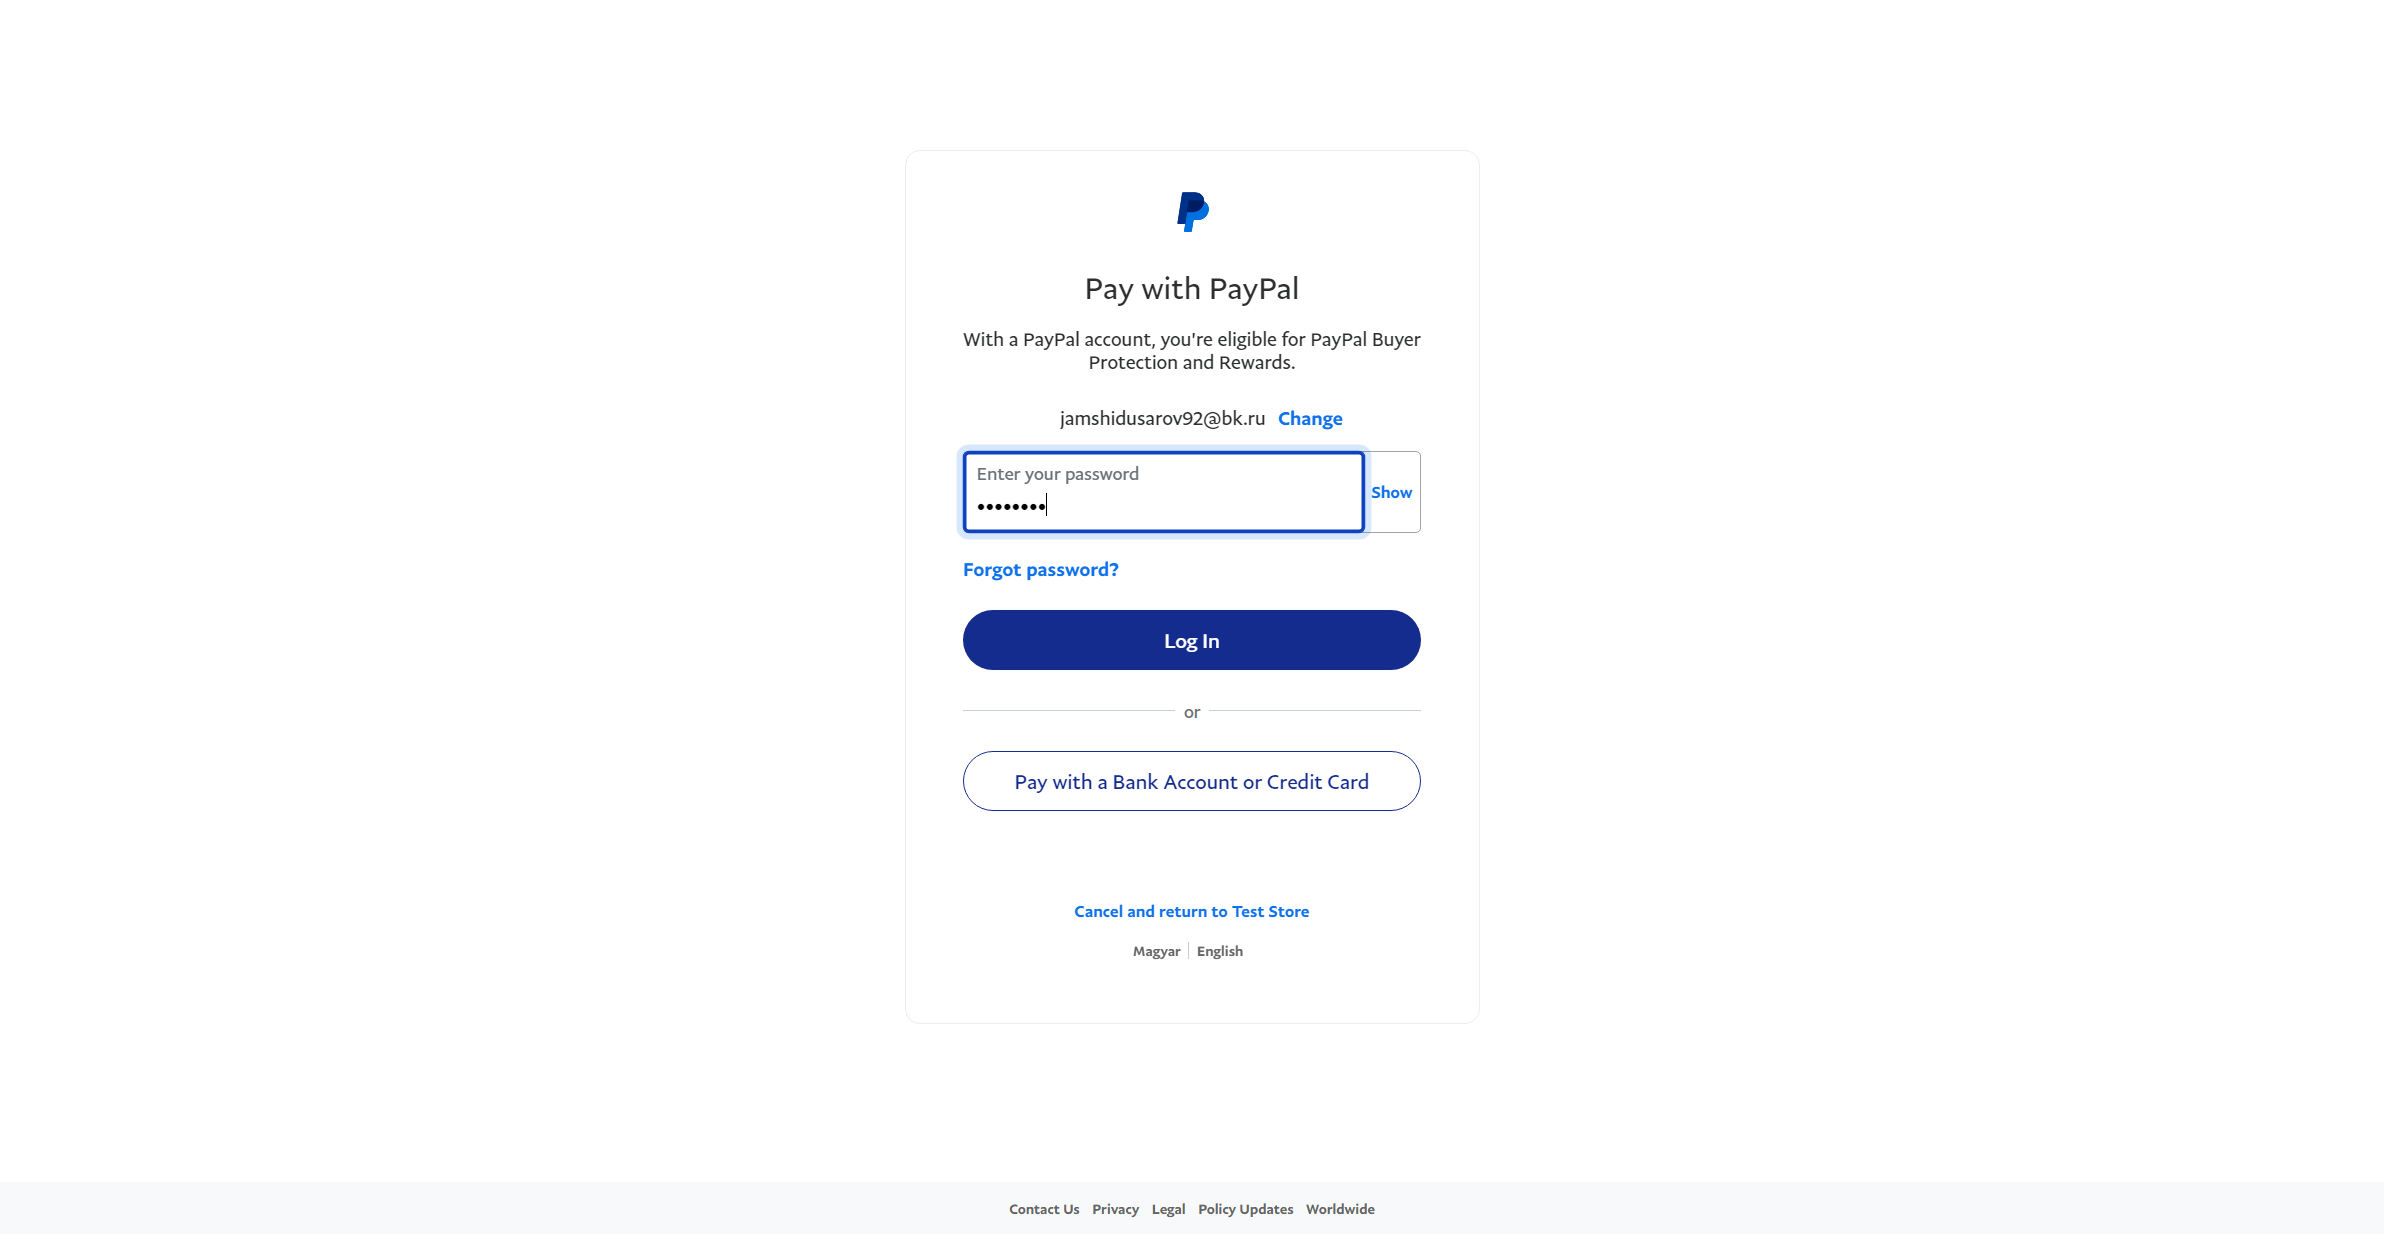 Pay with PayPal
With a PayPal account, you're eligible for PayPal Buyer
Protection and Rewards.
jamshidusarov92@bk.ru Change
Enter your password
••••••••
Show
Forgot password?
Log In
or
Pay with a Bank Account or Credit Card
Cancel and return to Test Store
Magyar English
Contact Us Privacy Legal Policy Updates Worldwide